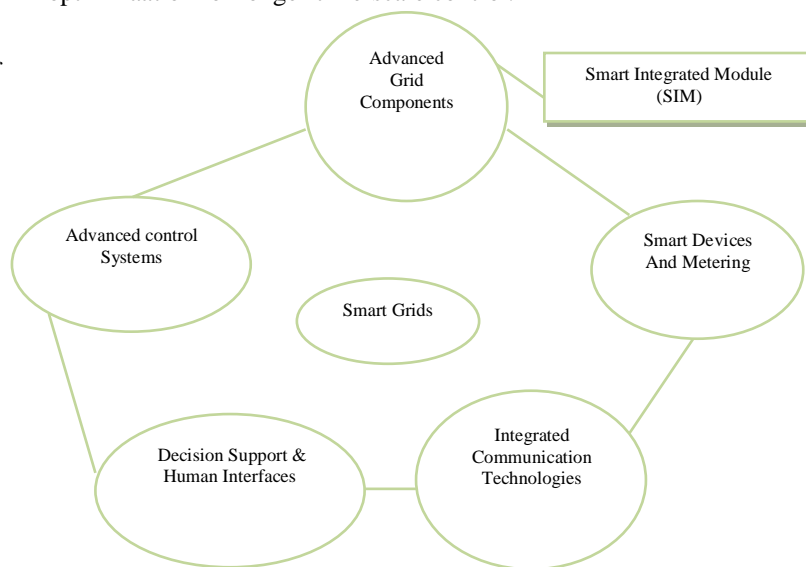 Advanced
Grid
Components
Smart Integrated Module
(SIM)
Advanced control
Systems
Smart Devices
And Metering
Smart Grids
Decision Support &
Human Interfaces
Integrated
Communication
Technologies